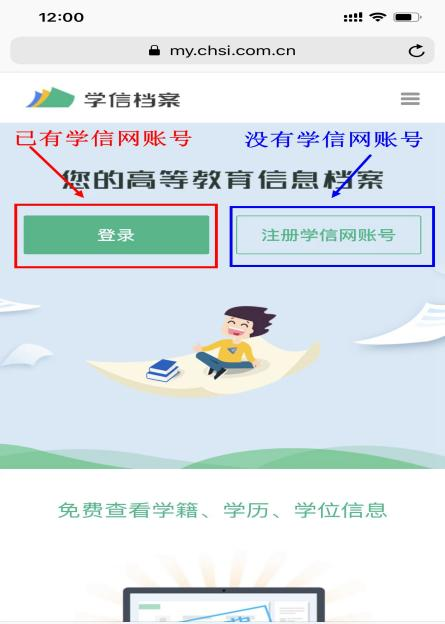 12:00
my.chsi.com.cn
学信档案
已有学信网账号
没有学信网账号
您的高等教育信息档案
登录
注册学信网账号
免费查看学籍、学历、学位信息